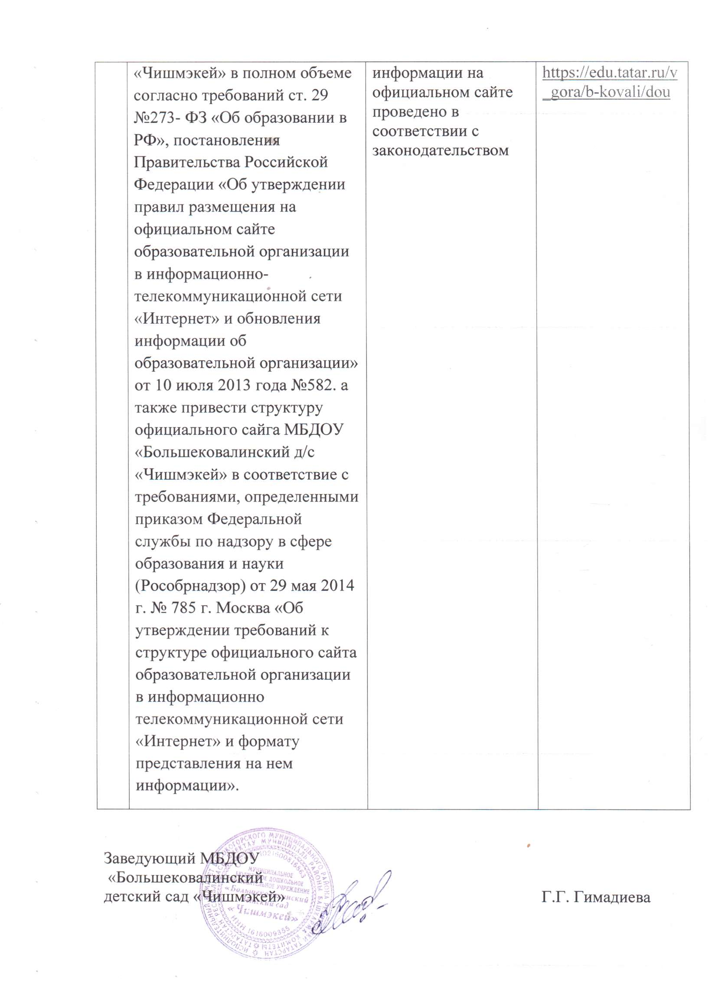 «Чишмэкей» в полном объеме
согласно требований ст. 29
№273- ФЗ «Об образовании в
РФ», постановления
Правительства Российской
Федерации «Об утверждении
правил размещения на
официальном сайте
образовательной организации
в информационно-
телекоммуникационной сети
«Интернет» и обновления
информации об
образовательной организации»
от 10 июля 2013 года №582. а
также привести структуру
официального сайга МБДОУ
«Большековалинский д/с
«Чишмэкей» в соответствие с
требованиями, определенными
приказом Федеральной
службы по надзору в сфере
образования и науки
(Рособрнадзор) от 29 мая 2014
г. № 785 г. Москва «Об
утверждении требований к
структуре официального сайта
образовательной организации
в информационно
телекоммуникационной сети
«Интернет» и формату
представления на нем
информации».
информации на
официальном сайте
проведено в
соответствии с
законодательством
https://edu.tatar.ru/v
_gora/b-kovali/dou
Заведующий МБДОУ
«Большековалинский
детский сад «Чишмэкей»
Г.Г. Гимадиева
МУНИЦИПАЛЬНОЕ
БЮДЖЕТНОЕ ДОШКОЛЬНОЕ
УЧРЕЖДЕНИЕ
«Большековалинский
детский сад
«Чишмэкей»
ИНН 1616009355
1021600816863